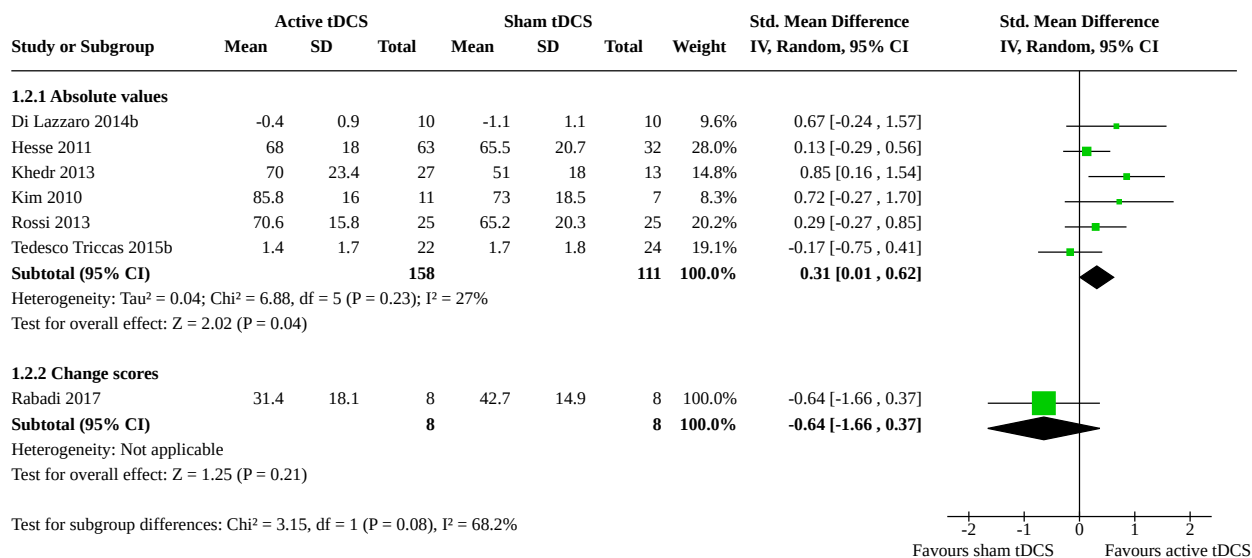 Active tDCS Sham tDCS Std. Mean Difference Std. Mean Difference
Study or Subgroup Mean SD Total Mean SD Total Weight IV, Random, 95% CI IV, Random, 95% CI
1.2.1 Absolute values
Di Lazzaro 2014b -0.4 0.9 10 -1.1 1.1 10 9.6% 0.67 [-0.24 , 1.57]
Hesse 2011 68 18 63 65.5 20.7 32 28.0% 0.13 [-0.29 , 0.56]
Khedr 2013 70 23.4 27 51 18 13 14.8% 0.85 [0.16 , 1.54]
Kim 2010 85.8 16 11 73 18.5 7 8.3% 0.72 [-0.27 , 1.70]
Rossi 2013 70.6 15.8 25 65.2 20.3 25 20.2% 0.29 [-0.27 , 0.85]
Tedesco Triccas 2015b 1.4 1.7 22 1.7 1.8 24 19.1% -0.17 [-0.75 , 0.41]
Subtotal (95% CI) 158 111 100.0% 0.31 [0.01 , 0.62]
Heterogeneity: Tau² = 0.04; Chi² = 6.88, df = 5 (P = 0.23); I² = 27%
Test for overall effect: Z = 2.02 (P = 0.04)
1.2.2 Change scores
Rabadi 2017 31.4 18.1 8 42.7 14.9 8 100.0% -0.64 [-1.66 , 0.37]
Subtotal (95% CI) 8 8 100.0% -0.64 [-1.66 , 0.37]
Heterogeneity: Not applicable
Test for overall effect: Z = 1.25 (P = 0.21)
Test for subgroup differences: Chi² = 3.15, df = 1 (P = 0.08), I² = 68.2%
-2 -1 0 1 2
Favours sham tDCS Favours active tDCS